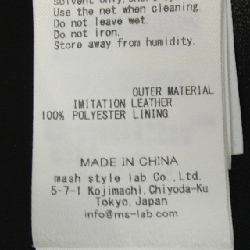 Use the net when cleaning.
Do not leave wet.
Do not iron.
Store away from humidity.
OUTER MATERIAL
IMITATION LEATHER
100% POLYESTER LINING
MADE IN CHINA
mash style lab Co., Ltd.
5-7-1 Kojimachi, Chiyoda-Ku
Tokyo, Japan
info@ms-lab.com